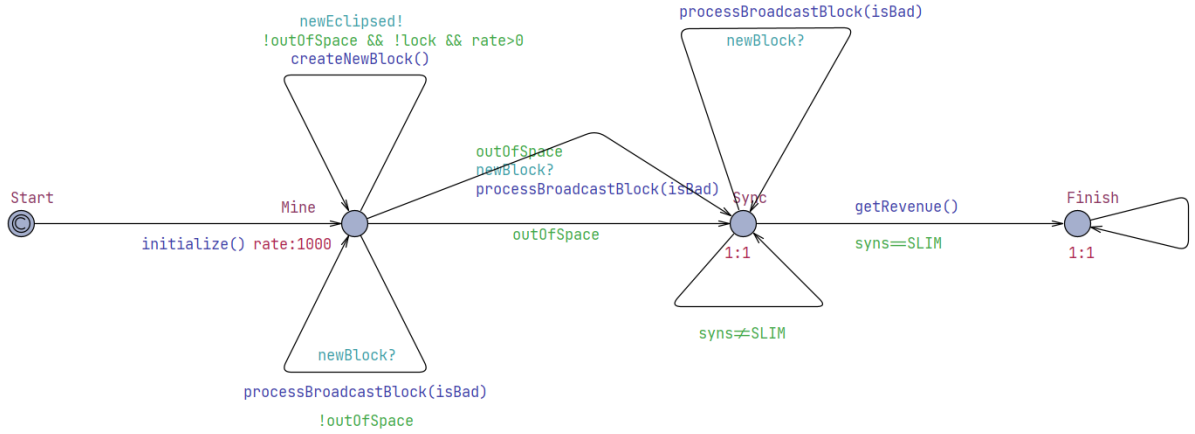 newEclipsed!
!outOfSpace && !lock && rate>0
createNewBlock()
processBroadcastBlock(isBad)
newBlock?
outOfSpace
newBlock?
processBroadcastBlock(isBad)
Start
Mine
Sync
Finish
initialize()
rate:1000
outOfSpace
getRevenue()
syns==SLIM
1:1
1:1
syns≠SLIM
newBlock?
processBroadcastBlock(isBad)
!outOfSpace
C